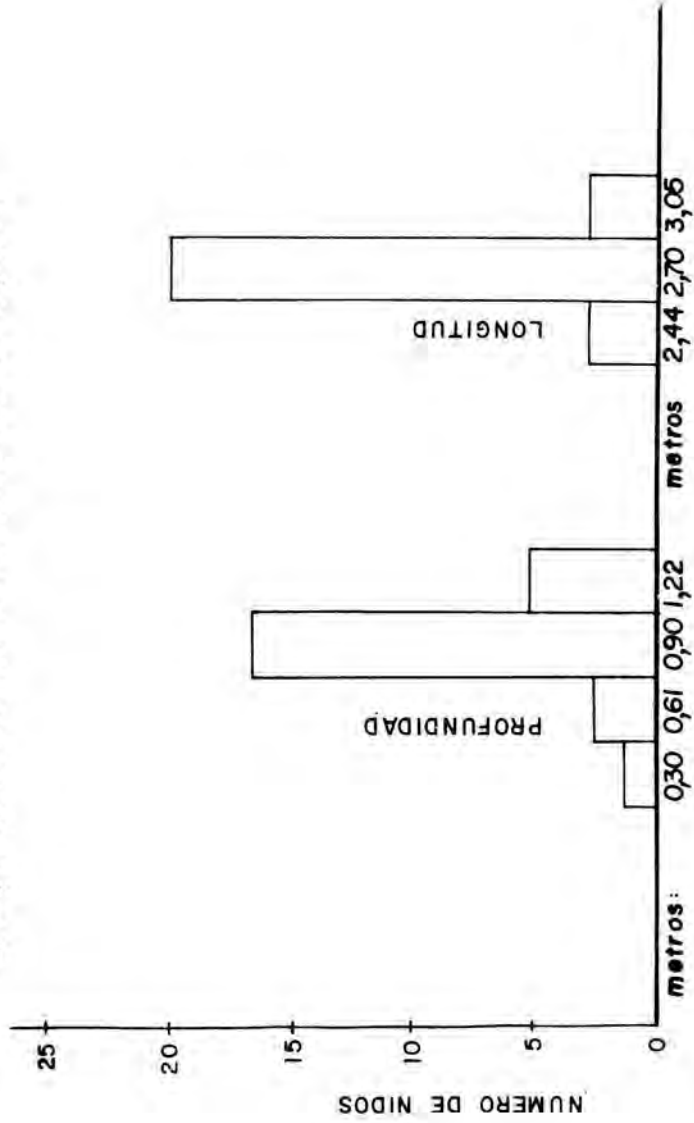 NUMERO DE NIDOS
25
20
15
10
5
0
PROFUNDIDAD
LONGITUD
metros: 0,30 0,61 0,90 1,22 metros 2,44 2,70 3,05